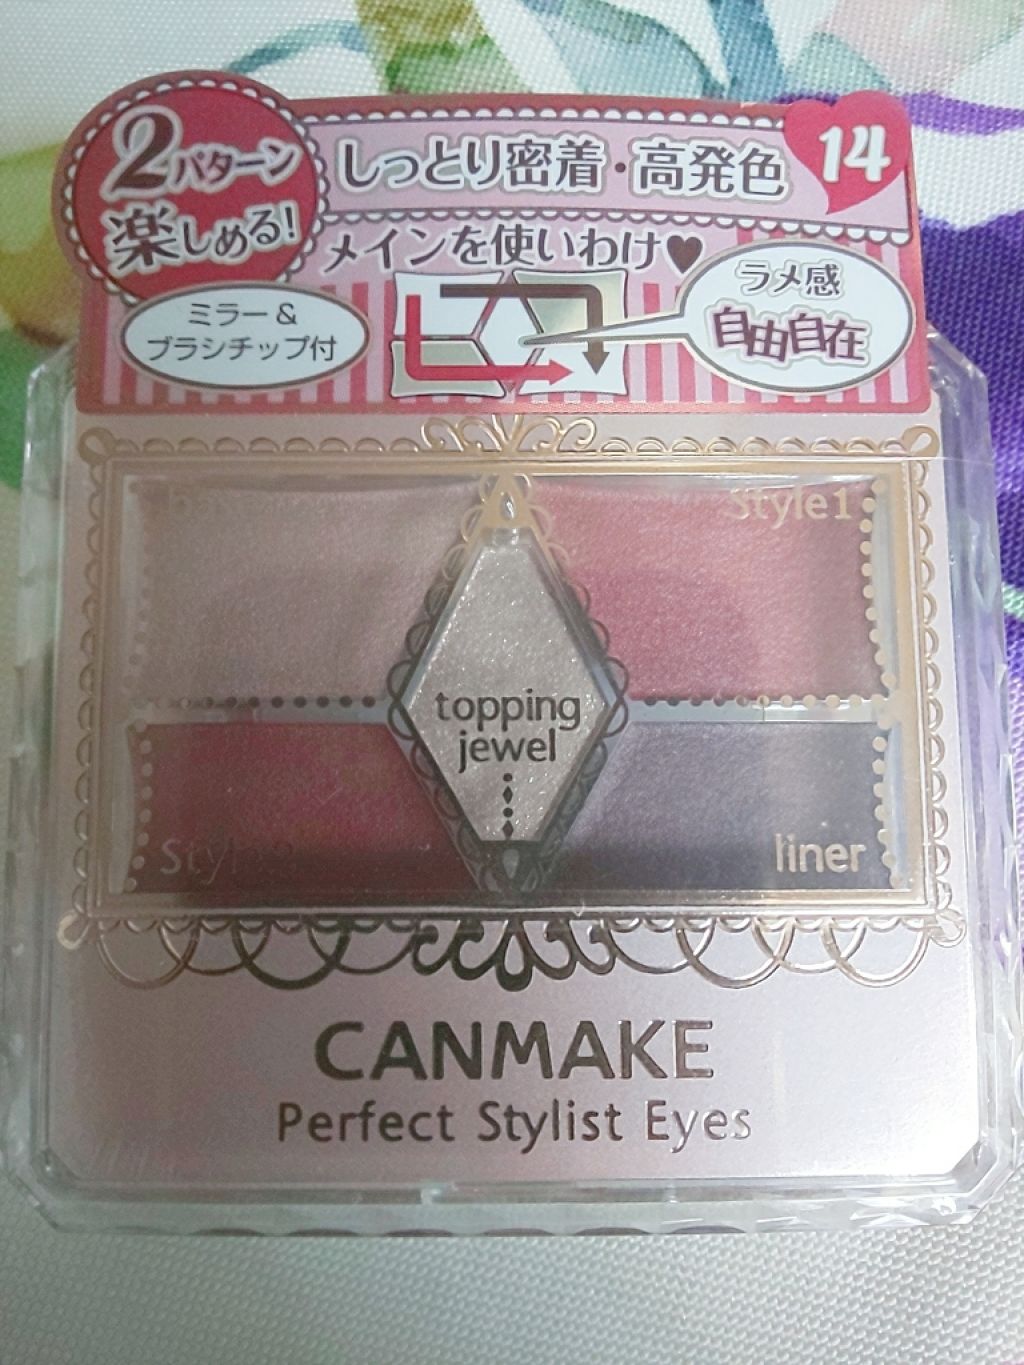 2パターン
楽しめる!
しっとり密着・高発色
14
メインを使いわけ♥
ミラー&
ブラシチップ付
ラメ感
自由自在
Style1
topping
jewel
Style2
liner
CANMAKE
Perfect Stylist Eyes